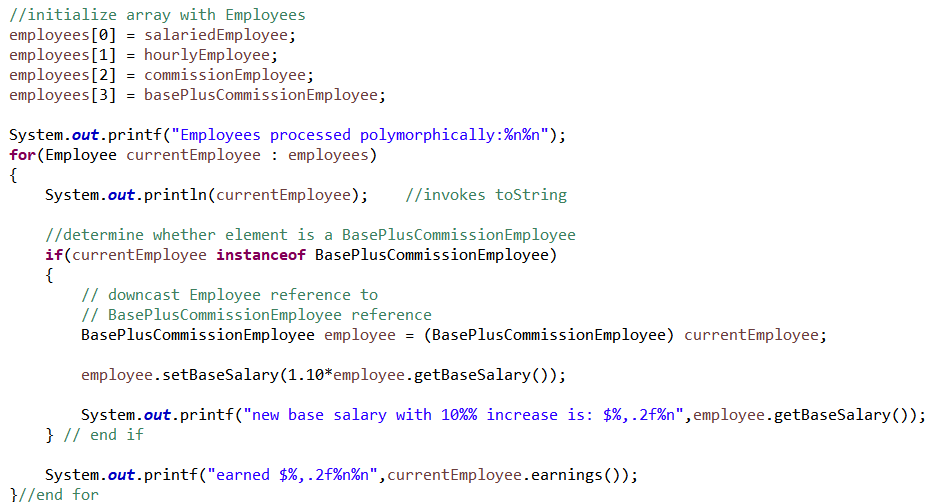 //initialize array with Employees
employees[0] = salariedEmployee;
employees[1] = hourlyEmployee;
employees[2] = commissionEmployee;
employees[3] = basePlusCommissionEmployee;

System.out.printf("Employees processed polymorphically:%n%n");
for(Employee currentEmployee : employees)
{
    System.out.println(currentEmployee);    //invokes toString

    //determine whether element is a BasePlusCommissionEmployee
    if(currentEmployee instanceof BasePlusCommissionEmployee)
    {
        // downcast Employee reference to
        // BasePlusCommissionEmployee reference
        BasePlusCommissionEmployee employee = (BasePlusCommissionEmployee) currentEmployee;

        employee.setBaseSalary(1.10*employee.getBaseSalary());

        System.out.printf("new base salary with 10%% increase is: $%,.2f%n",employee.getBaseSalary());
    } // end if

    System.out.printf("earned $%,.2f%n%n",currentEmployee.earnings());
}//end for